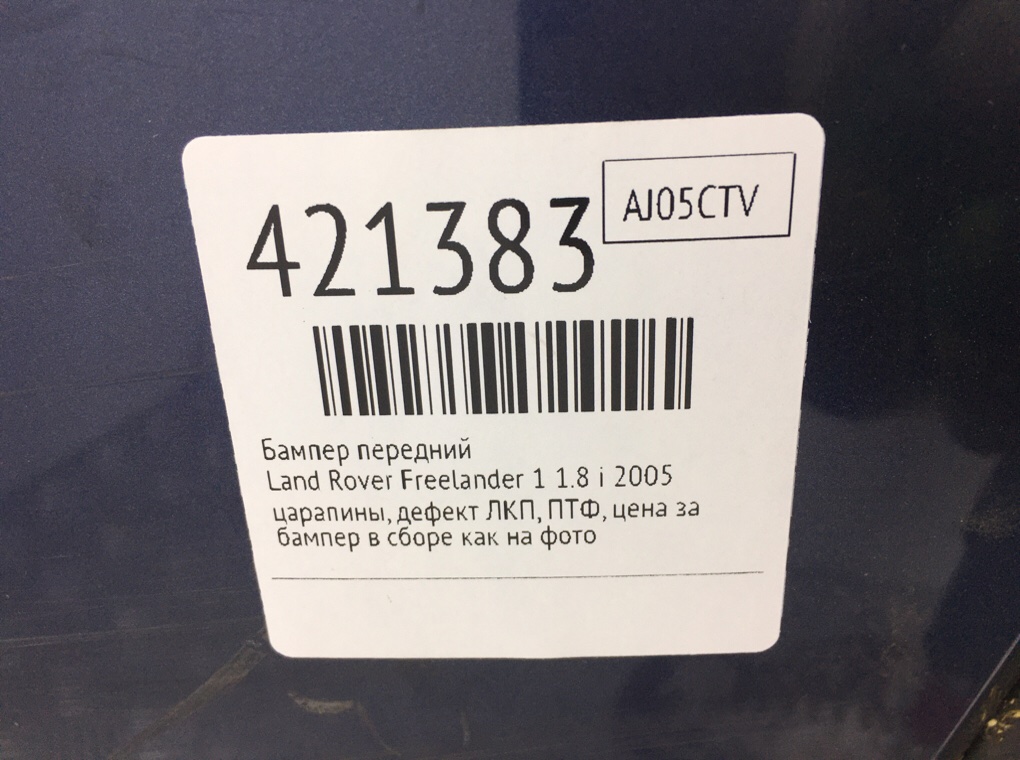 421383
AJ05CTV
Бампер передний
Land Rover Freelander 1 1.8 i 2005
царапины, дефект ЛКП, ПТФ, цена за
бампер в сборе как на фото